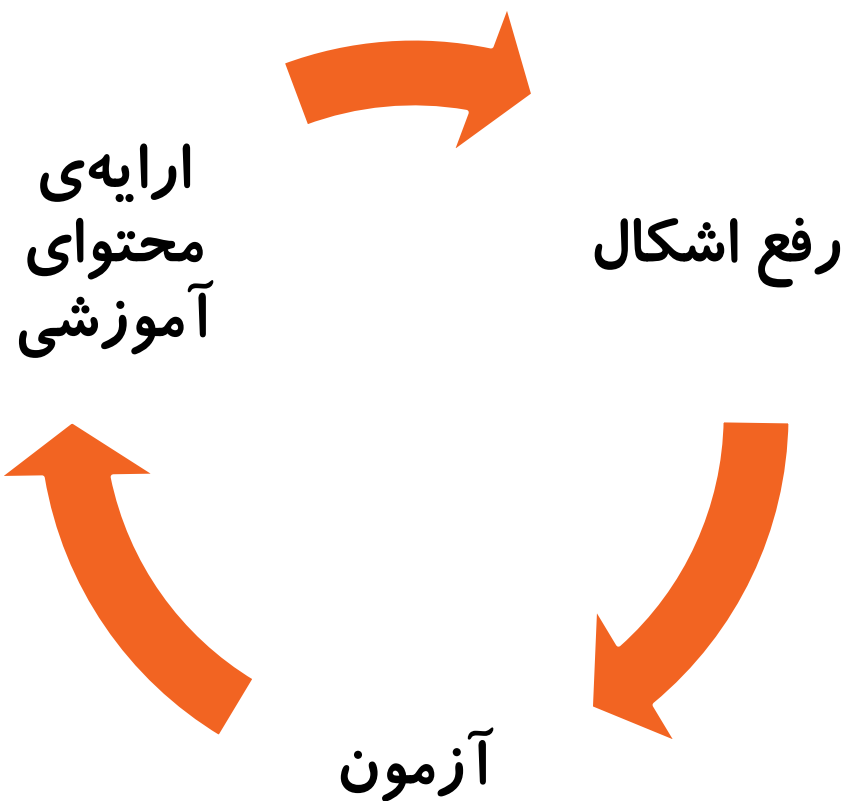 ارایه‌ی
محتوای
آموزشی
رفع اشکال
آزمون